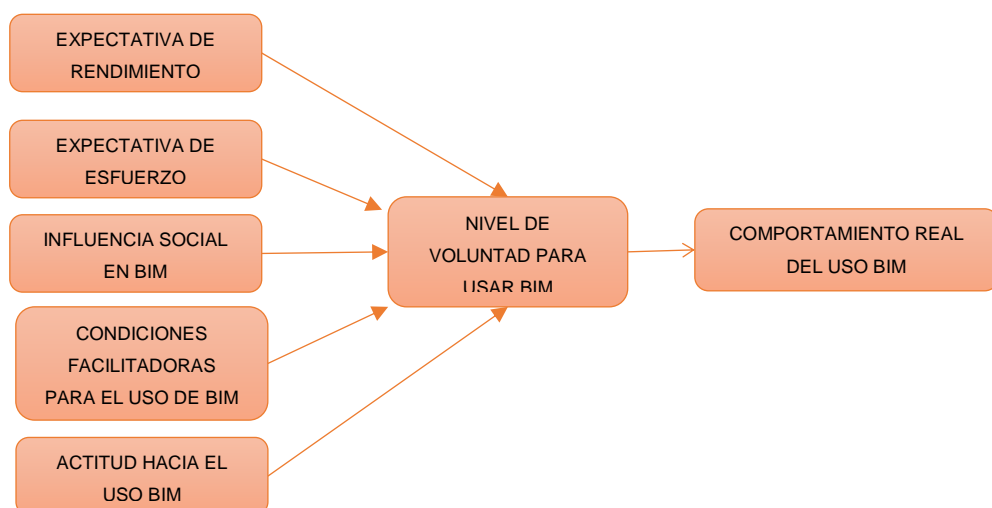 EXPECTATIVA DE
RENDIMIENTO
EXPECTATIVA DE
ESFUERZO
INFLUENCIA SOCIAL
EN BIM
CONDICIONES
FACILITADORAS
PARA EL USO DE BIM
ACTITUD HACIA EL
USO BIM
NIVEL DE
VOLUNTAD PARA
USAR BIM
COMPORTAMIENTO REAL
DEL USO BIM